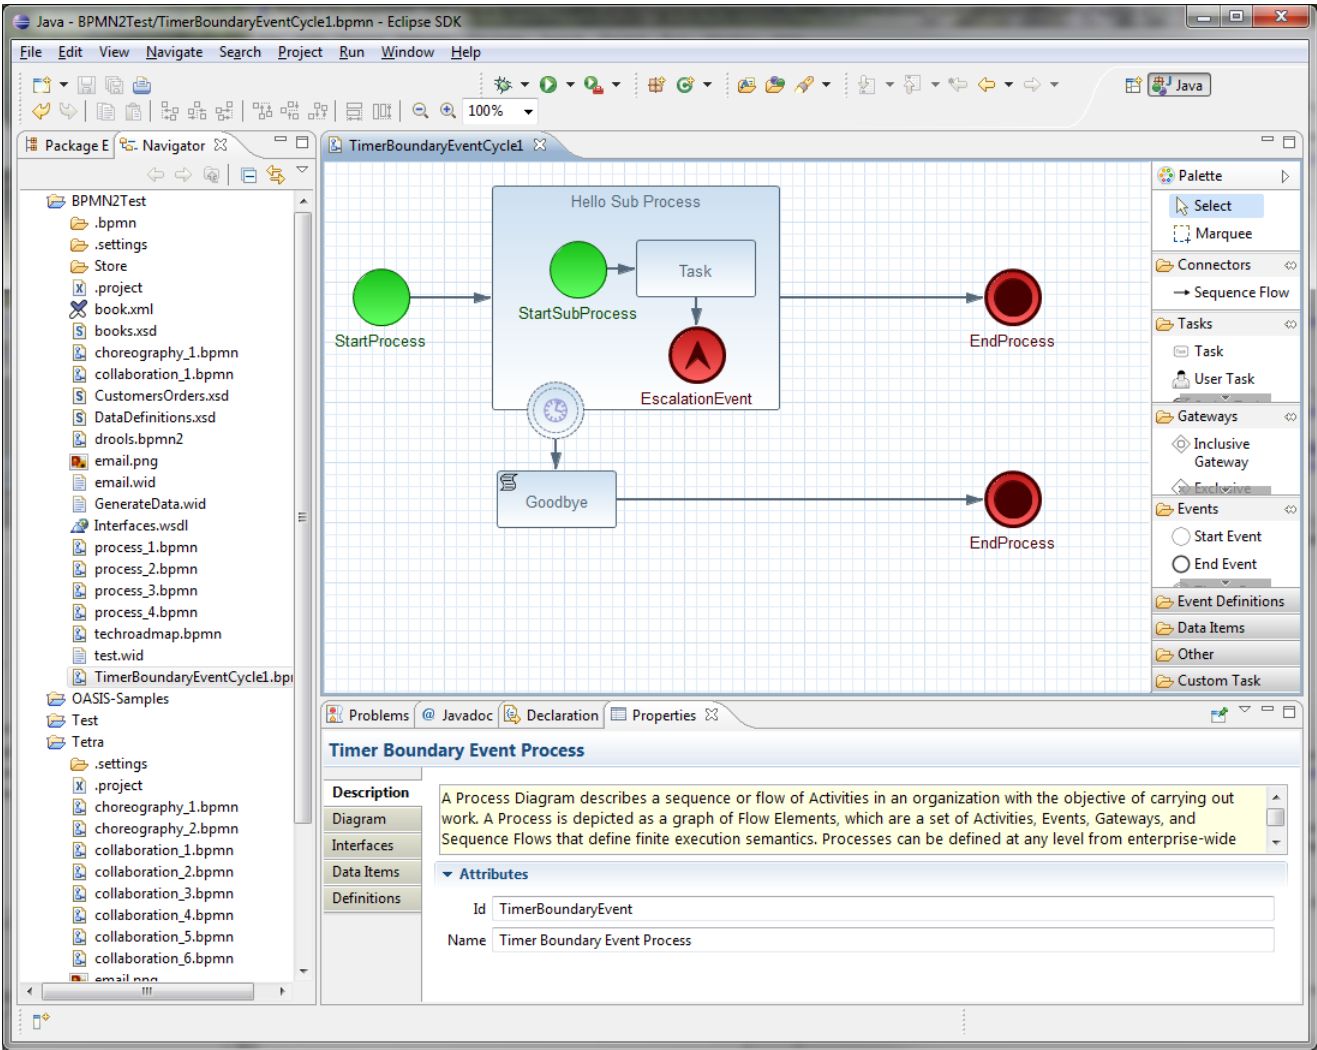 Java - BPMN2Test/TimerBoundaryEventCycle1.bpmn - Eclipse SDK
File Edit View Navigate Search Project Run Window Help
Java
100%
Package E Navigator
BPMN2Test
.bpmn
.settings
Store
.project
book.xml
books.xsd
choreography_1.bpmn
collaboration_1.bpmn
CustomersOrders.xsd
DataDefinitions.xsd
drools.bpmn2
email.png
email.wid
GenerateData.wid
Interfaces.wsdl
process_1.bpmn
process_2.bpmn
process_3.bpmn
process_4.bpmn
techroadmap.bpmn
test.wid
TimerBoundaryEventCycle1.bp
OASIS-Samples
Test
Tetra
.settings
.project
choreography_1.bpmn
choreography_2.bpmn
collaboration_1.bpmn
collaboration_2.bpmn
collaboration_3.bpmn
collaboration_4.bpmn
collaboration_5.bpmn
collaboration_6.bpmn
email.png
TimerBoundaryEventCycle1
Hello Sub Process
Task
StartSubProcess
StartProcess
EndProcess
EscalationEvent
Goodbye
EndProcess
Palette
Select
Marquee
Connectors
Sequence Flow
Tasks
Task
User Task
Gateways
Inclusive
Gateway
Exclusive
Events
Start Event
End Event
Event Definitions
Data Items
Other
Custom Task
Problems @ Javadoc Declaration Properties
Timer Boundary Event Process
Description
Diagram
Interfaces
Data Items
Definitions
A Process Diagram describes a sequence or flow of Activities in an organization with the objective of carrying out
work. A Process is depicted as a graph of Flow Elements, which are a set of Activities, Events, Gateways, and
Sequence Flows that define finite execution semantics. Processes can be defined at any level from enterprise-wide
Attributes
Id TimerBoundaryEvent
Name Timer Boundary Event Process